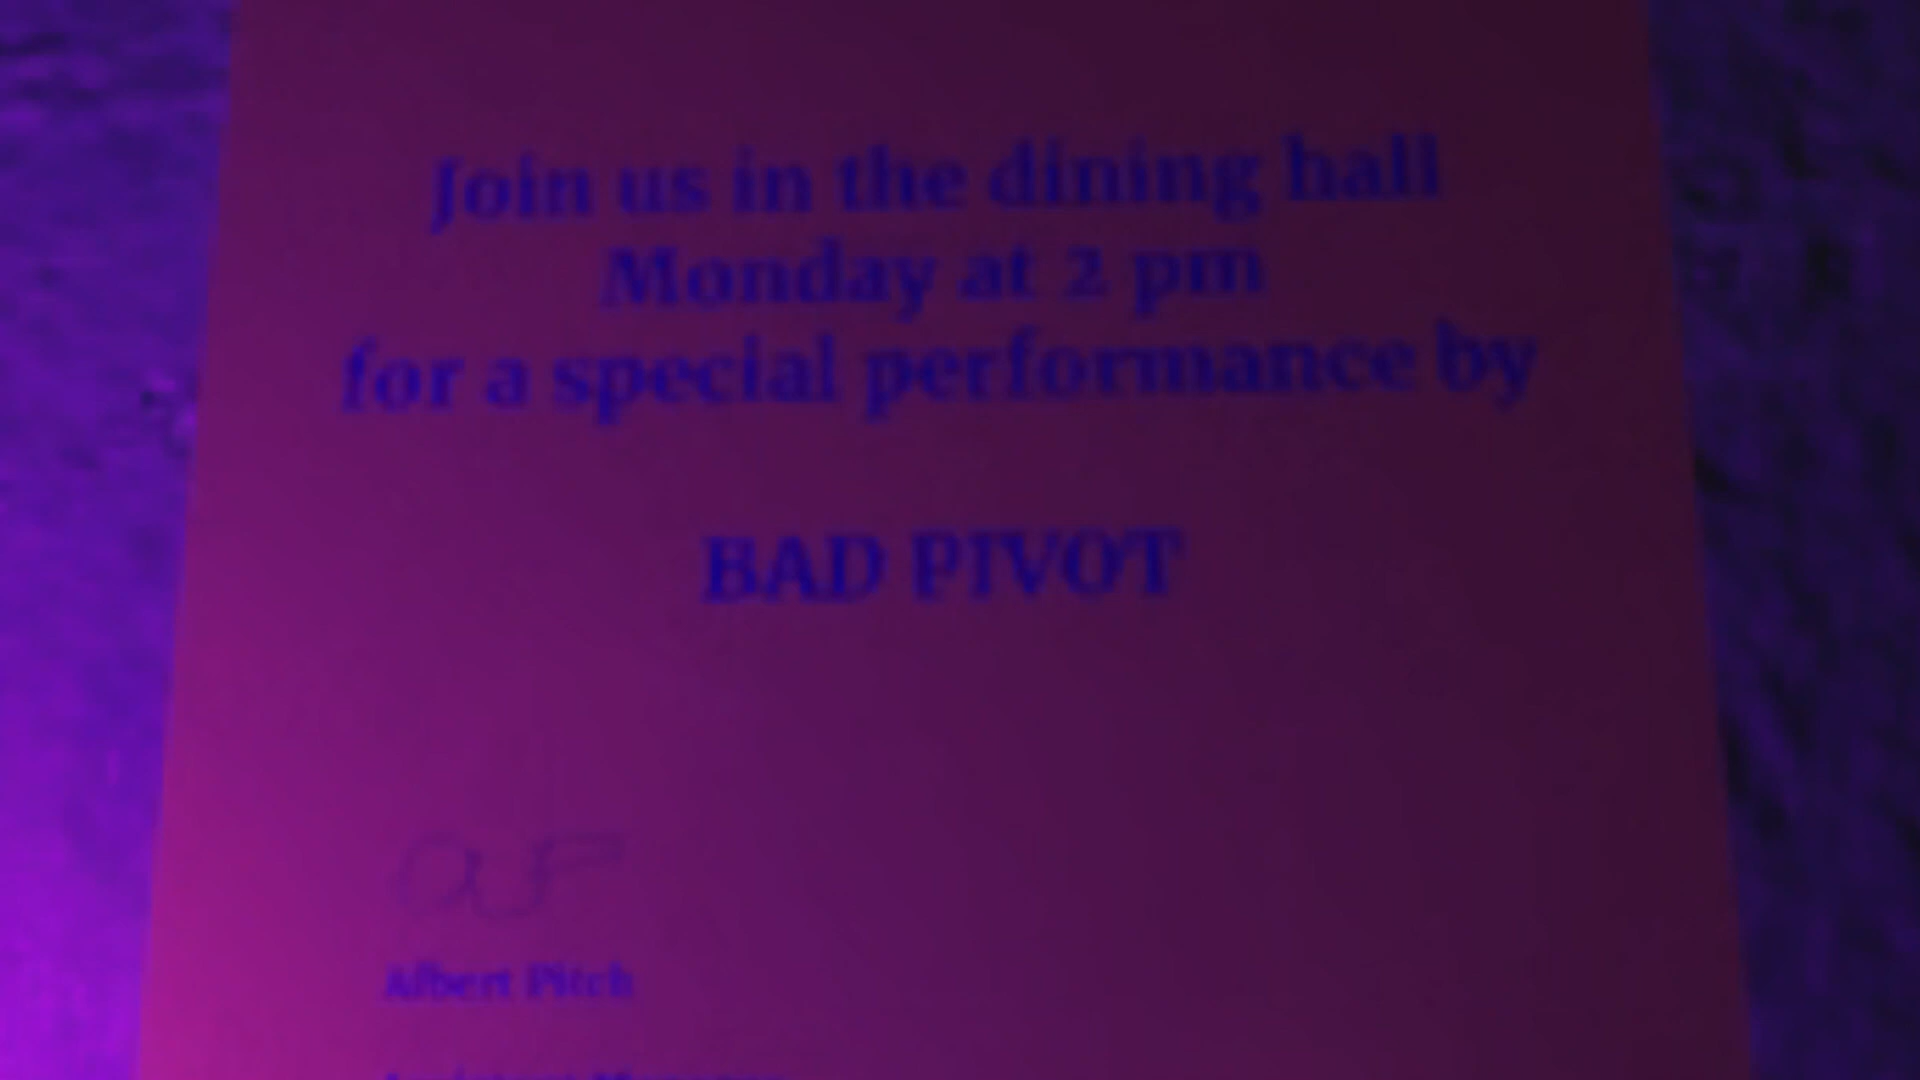 Join us in the dining hall
Monday at 2 pm
for a special performance by
BAD PIVOT
Albert Pitch